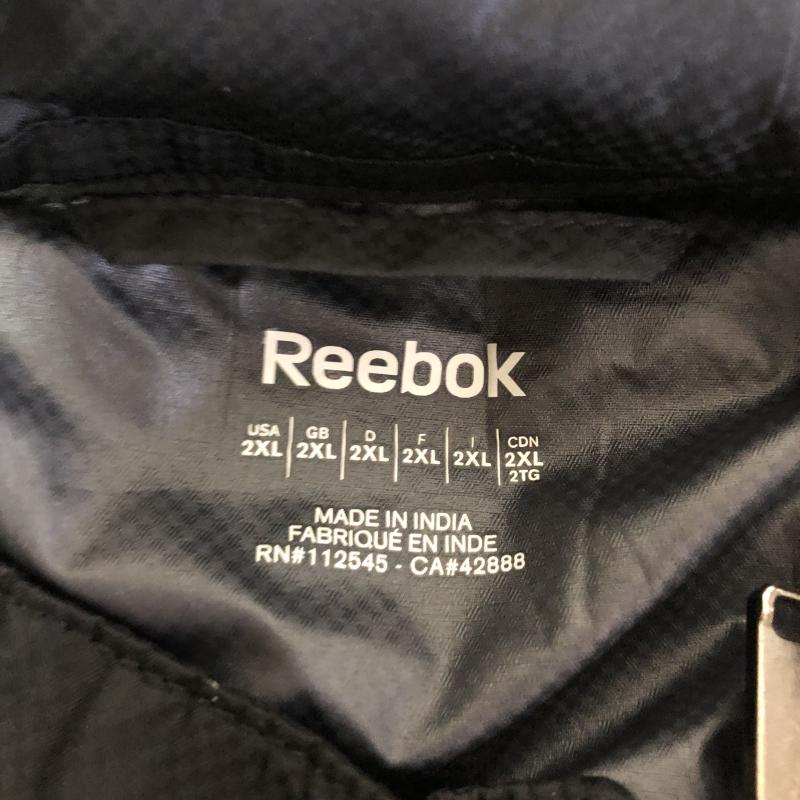 Reebok
USA | GB | D | F | I | CDN
2XL | 2XL | 2XL | 2XL | 2XL | 2XL
2TG
MADE IN INDIA
FABRIQUÉ EN INDE
RN#112545 - CA#42888